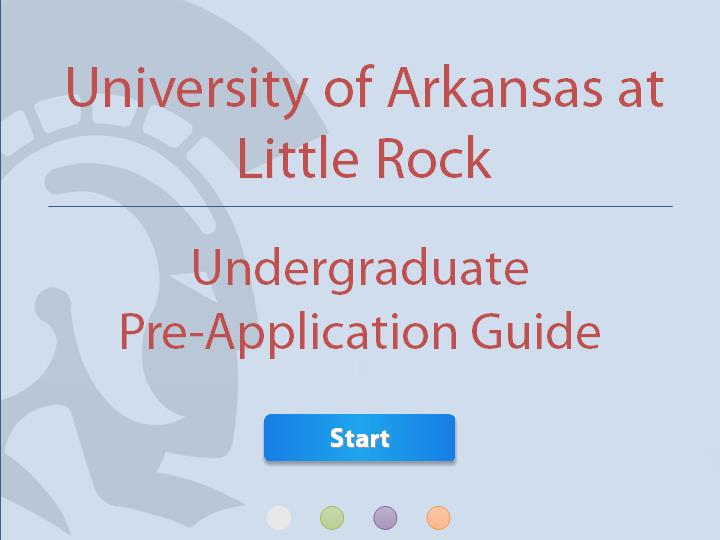 University of Arkansas at
Little Rock
Undergraduate
Pre-Application Guide
Start